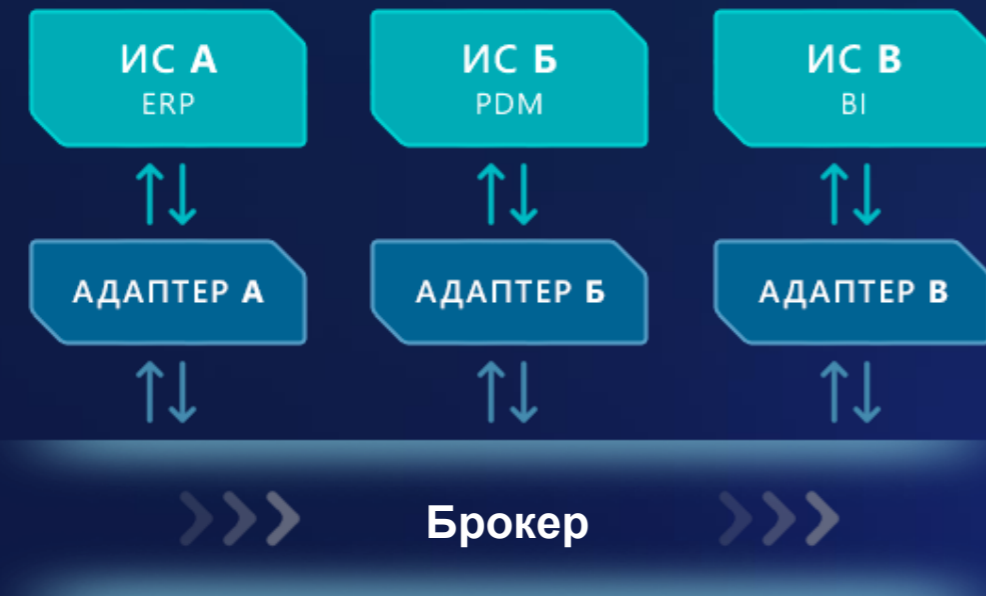 ИС А
ERP
ИС Б
PDM
ИС В
BI
АДАПТЕР А
АДАПТЕР Б
АДАПТЕР В
Брокер